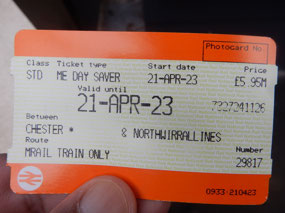 Photocard No.
Class Ticket type Start date Price
STD ME DAY SAVER 21-APR-23 £5.95M
Valid until
21-APR-23 7327241126
Between
CHESTER * & NORTHWIRRALLINES
Route
MRAIL TRAIN ONLY
Number
29817
0933-210423